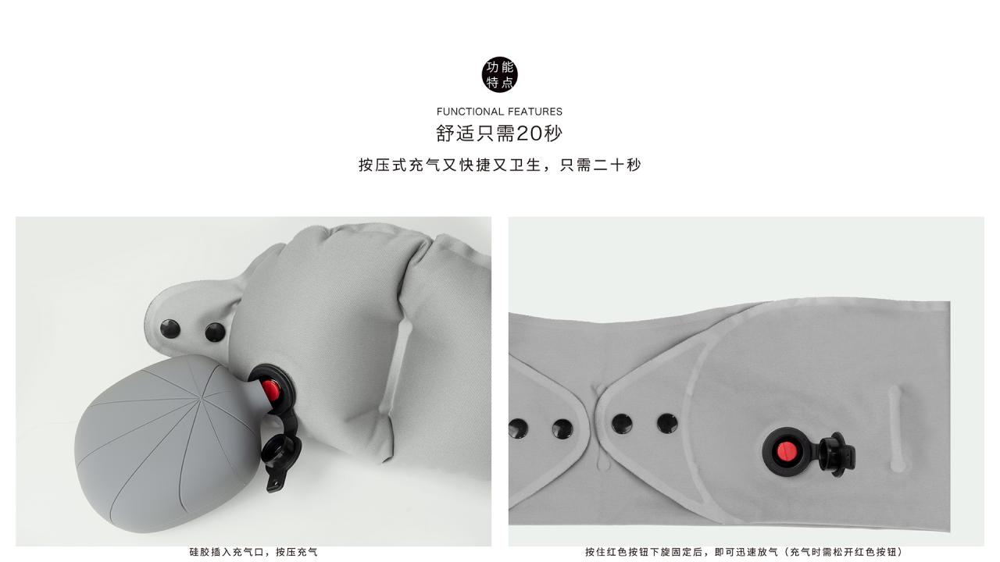 功能
特点
FUNCTIONAL FEATURES
舒适只需20秒
按压式充气又快捷又卫生，只需二十秒
硅胶插入充气口，按压充气
按住红色按钮下旋固定后，即可迅速放气（充气时需松开红色按钮）